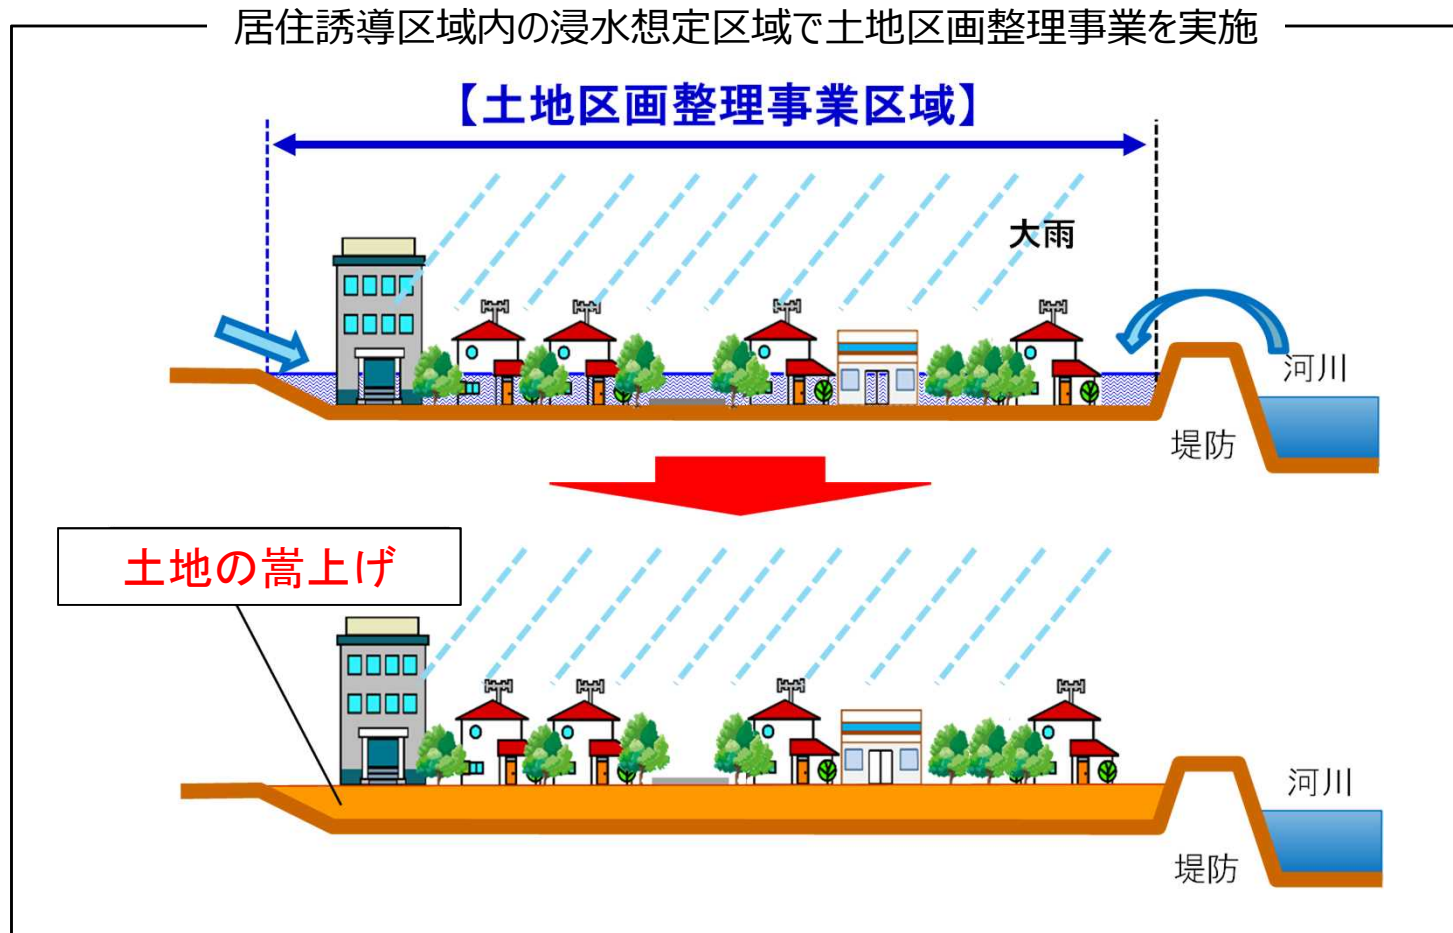 居住誘導区域内の浸水想定区域で土地区画整理事業を実施
【土地区画整理事業区域】
大雨
河川
堤防
土地の嵩上げ
河川
堤防